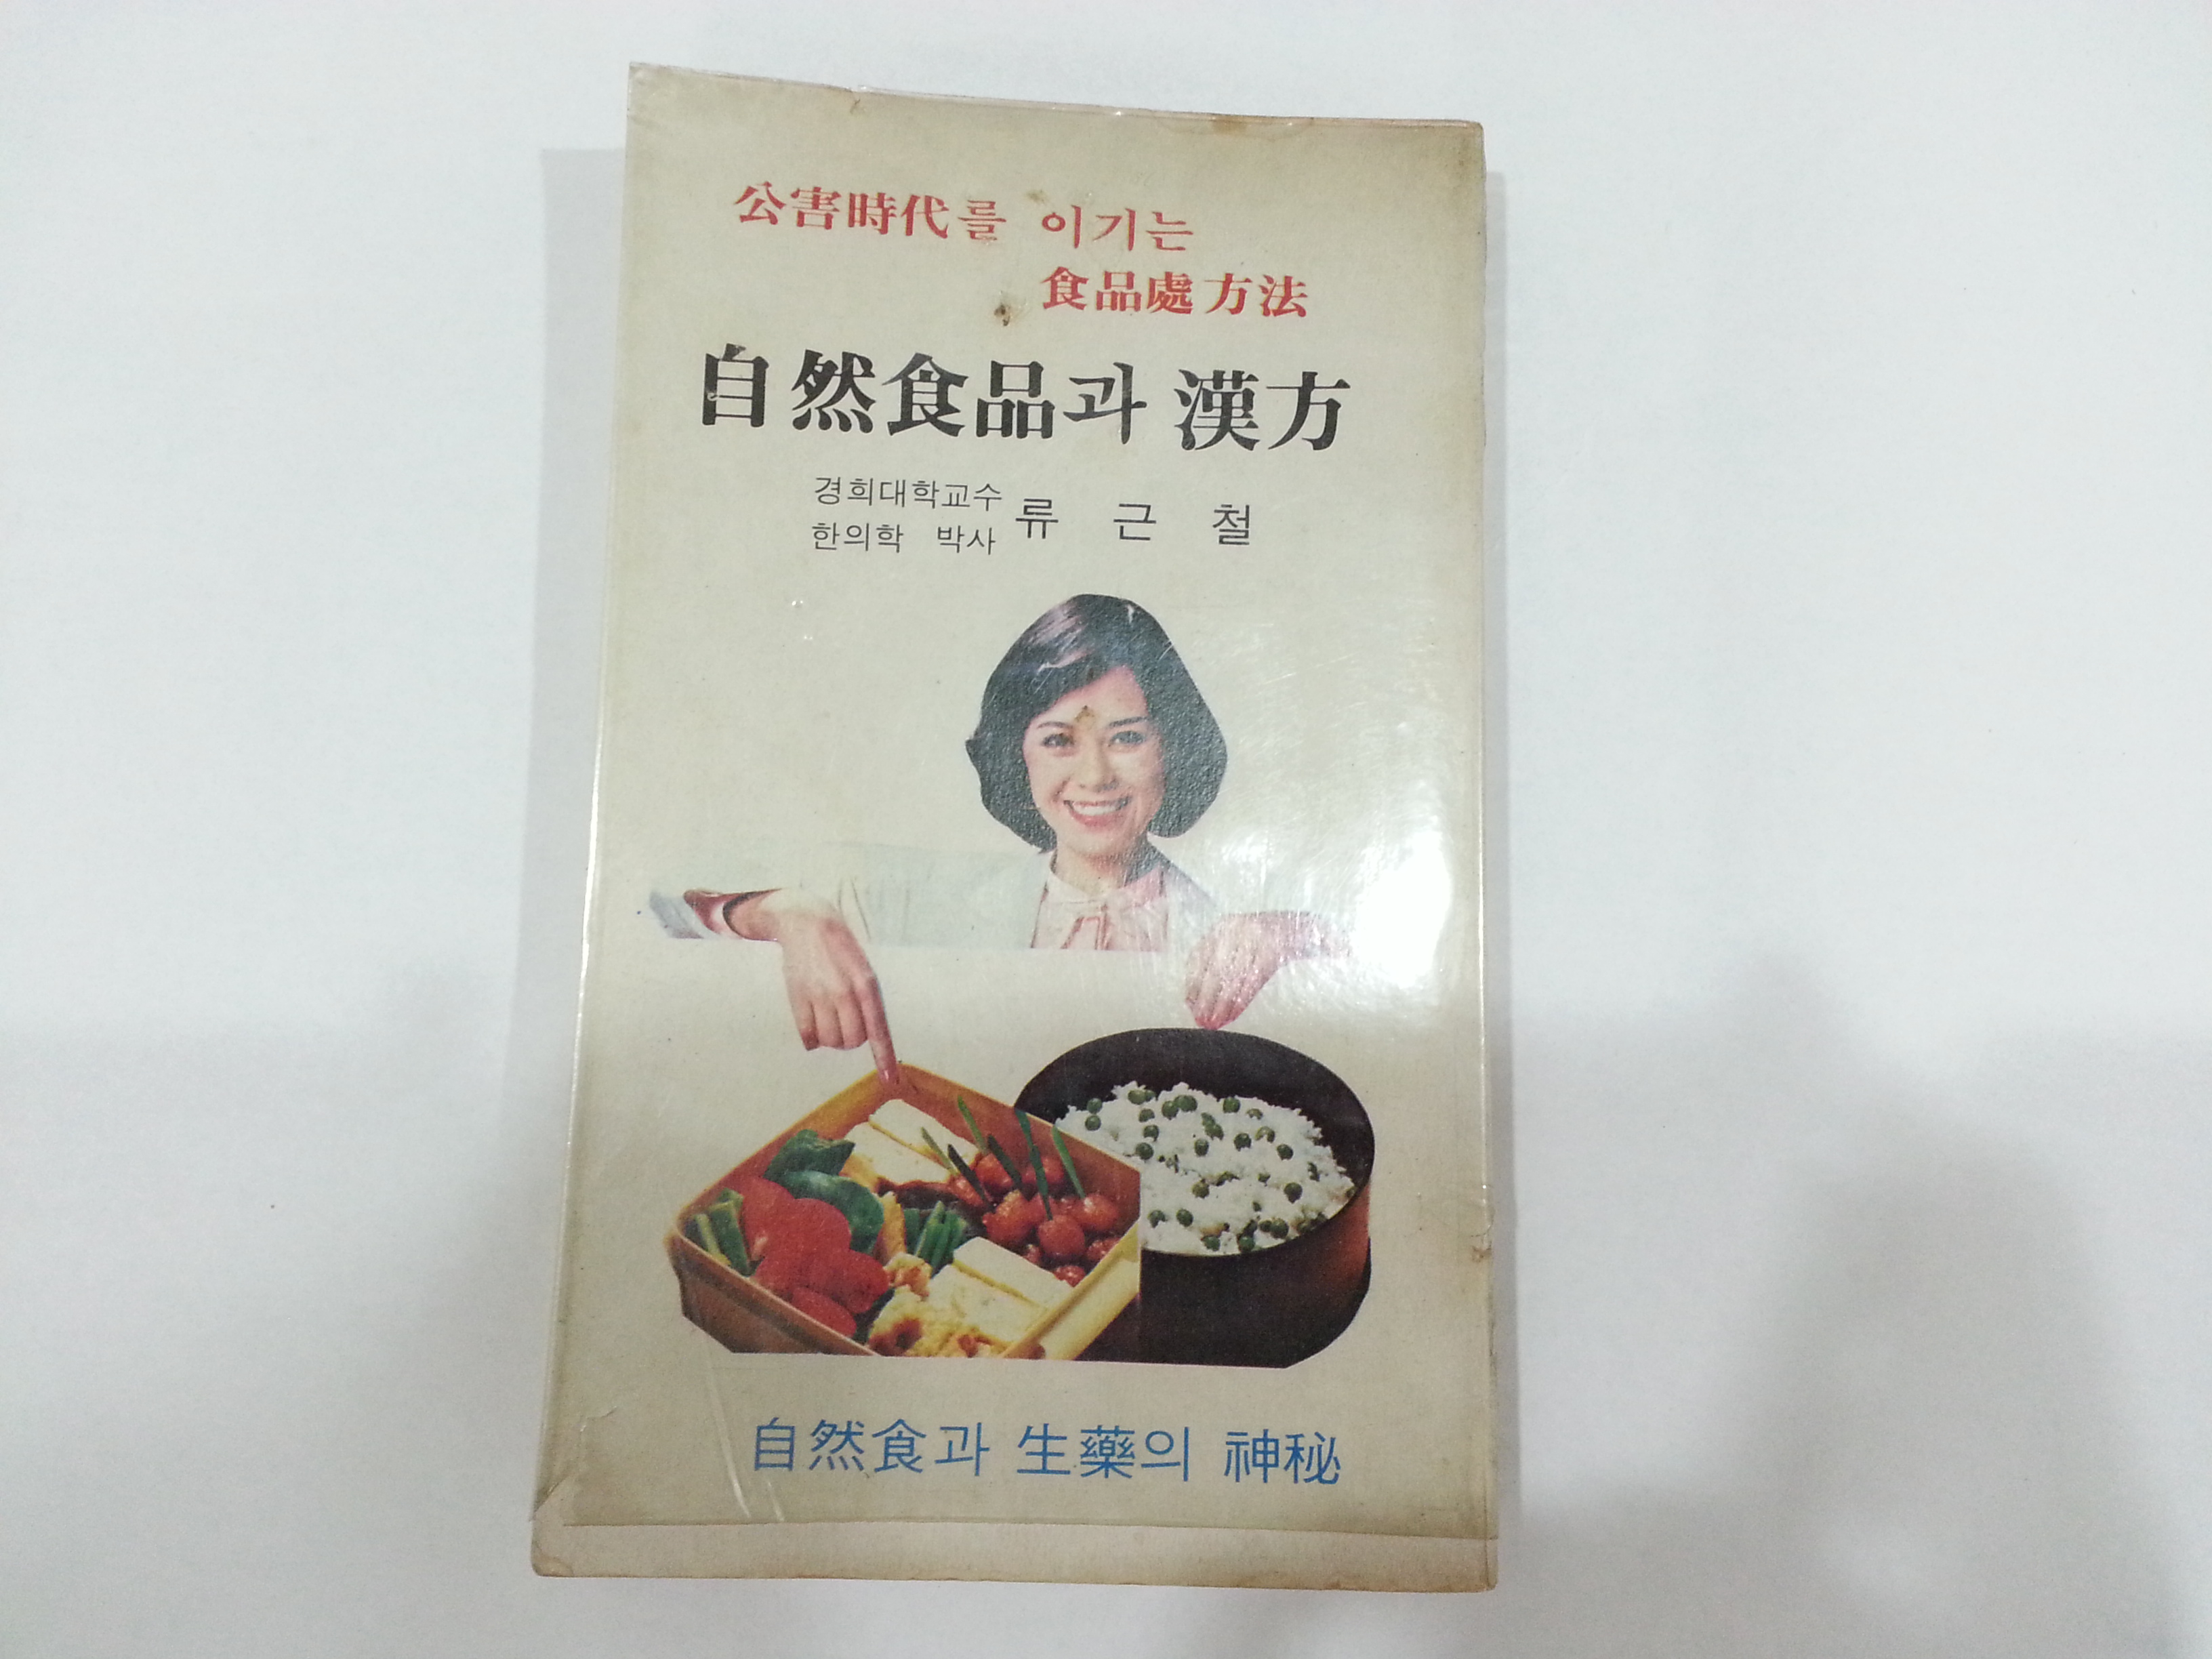 公害時代를 이기는
食品處方法
自然食品과 漢方
경희대학교수
한의학 박사
류 근 철
自然食과 生藥의 神秘